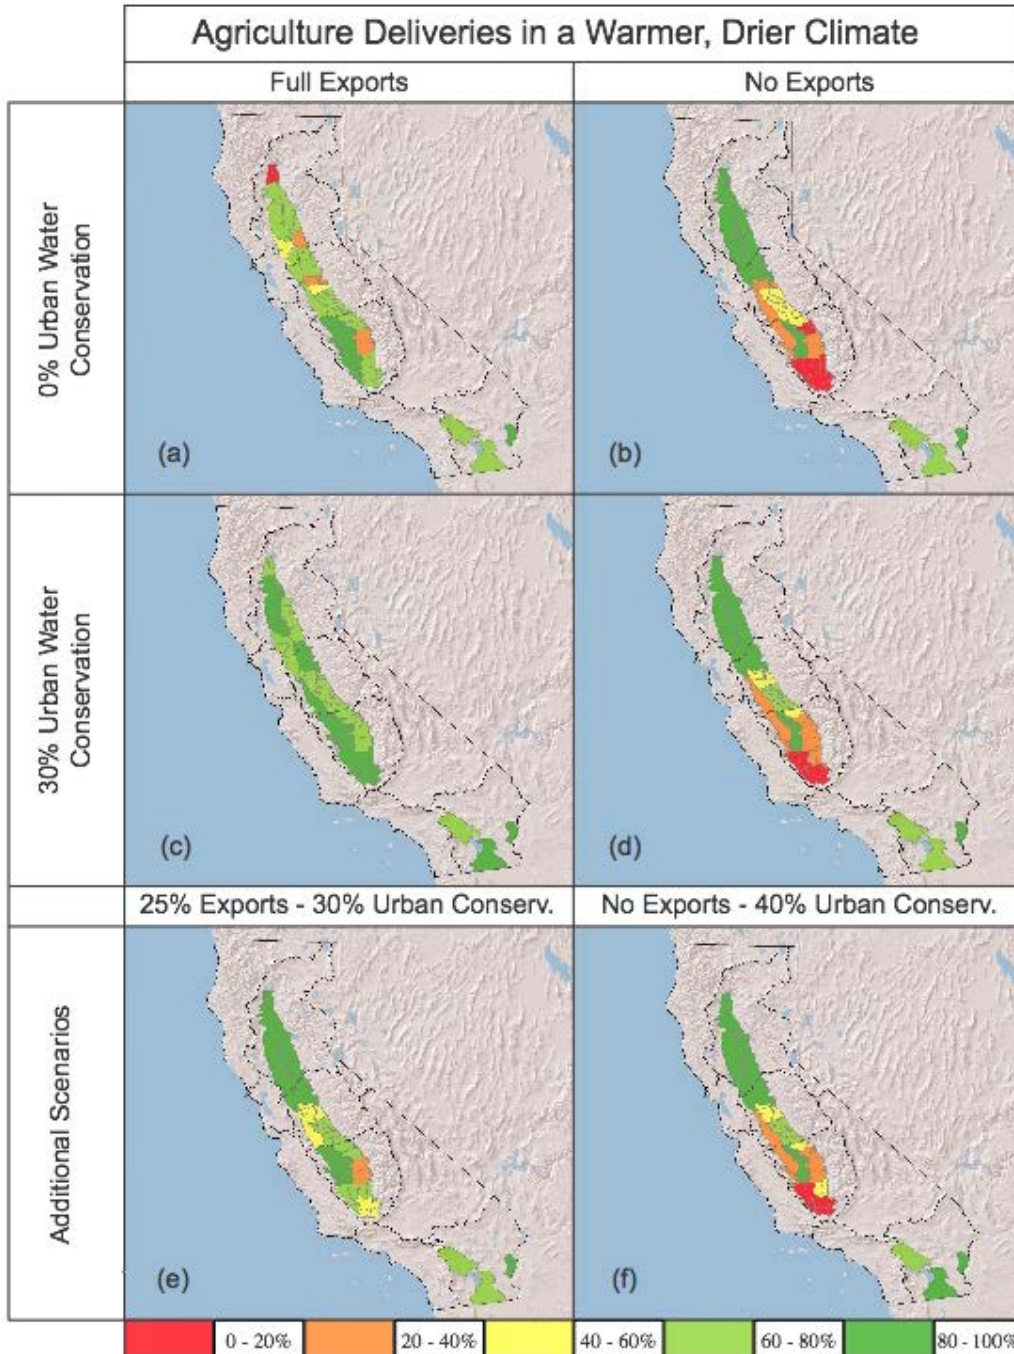 Agriculture Deliveries in a Warmer, Drier Climate
Full Exports
No Exports
0% Urban Water
Conservation
(a)
(b)
30% Urban Water
Conservation
(c)
(d)
25% Exports - 30% Urban Conserv.
No Exports - 40% Urban Conserv.
Additional Scenarios
(e)
(f)
0 - 20%
20 - 40%
40 - 60%
60 - 80%
80 - 100%